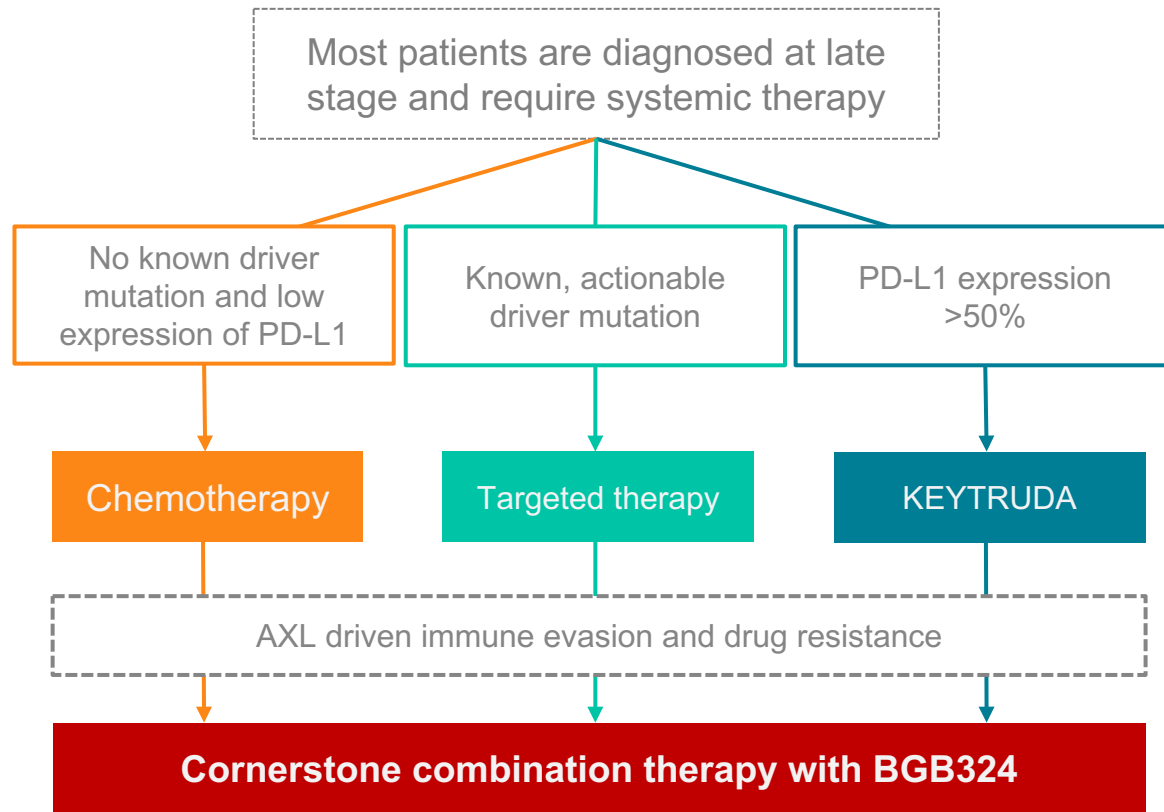 Most patients are diagnosed at late
stage and require systemic therapy
No known driver
mutation and low
expression of PD-L1
Known, actionable
driver mutation
PD-L1 expression
>50%
Chemotherapy
Targeted therapy
KEYTRUDA
AXL driven immune evasion and drug resistance
Cornerstone combination therapy with BGB324